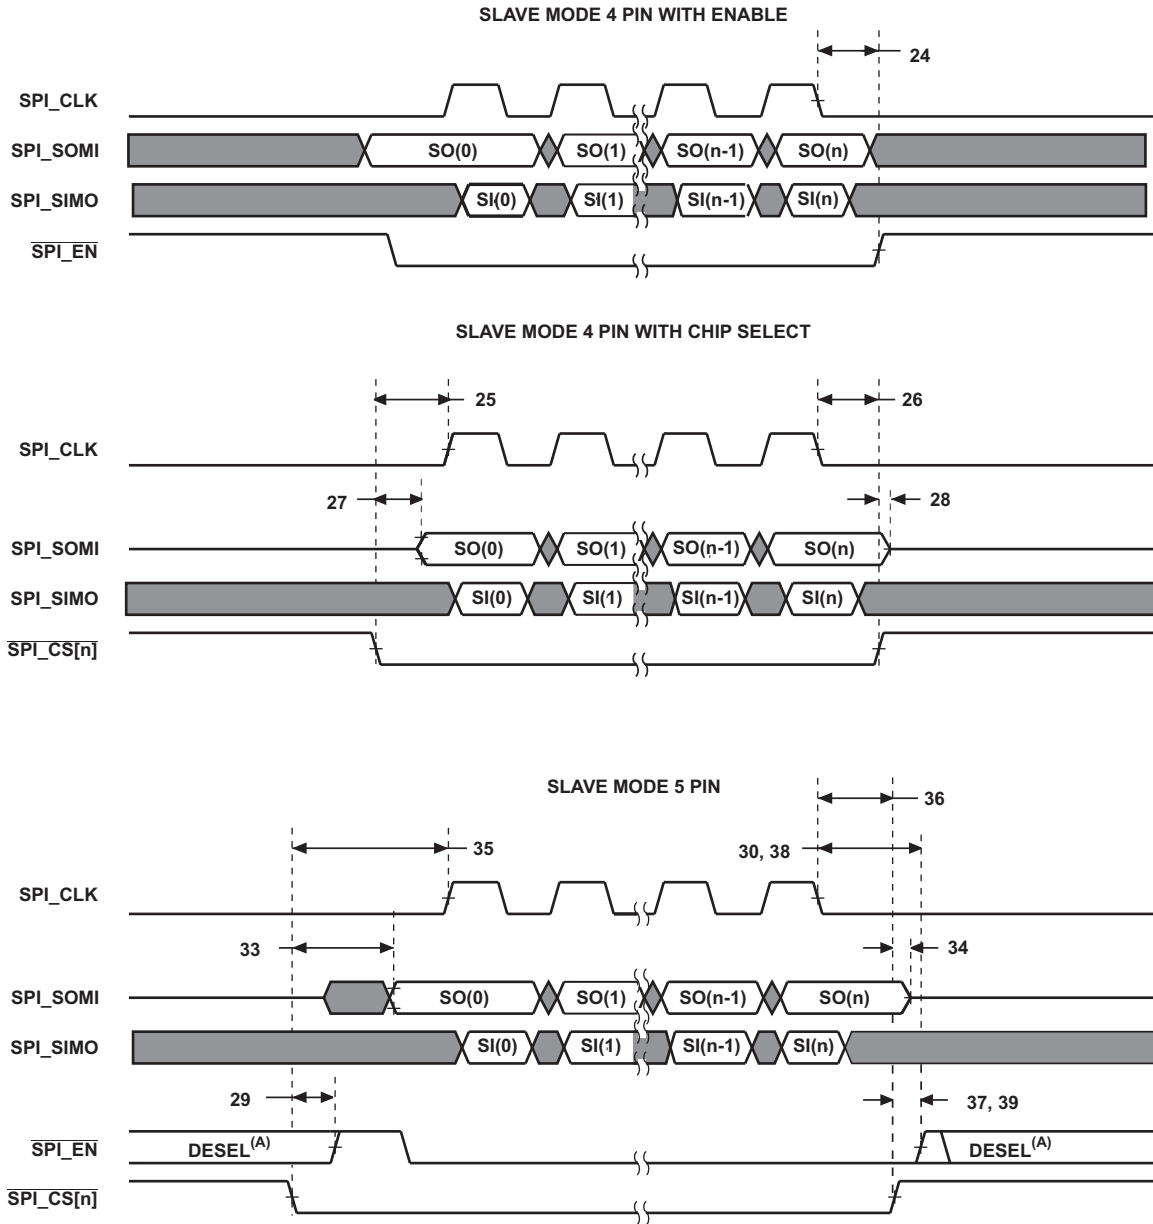 SLAVE MODE 4 PIN WITH ENABLE
24
SPI_CLK
SPI_SOMI SO(0) SO(1) SO(n-1) SO(n)
SPI_SIMO SI(0) SI(1) SI(n-1) SI(n)
SPI_EN
SLAVE MODE 4 PIN WITH CHIP SELECT
25 26
SPI_CLK
27 28
SPI_SOMI SO(0) SO(1) SO(n-1) SO(n)
SPI_SIMO SI(0) SI(1) SI(n-1) SI(n)
SPI_CS[n]
SLAVE MODE 5 PIN
36
35 30, 38
SPI_CLK
33 34
SPI_SOMI SO(0) SO(1) SO(n-1) SO(n)
SPI_SIMO SI(0) SI(1) SI(n-1) SI(n)
29 37, 39
SPI_EN DESEL(A) DESEL(A)
SPI_CS[n]